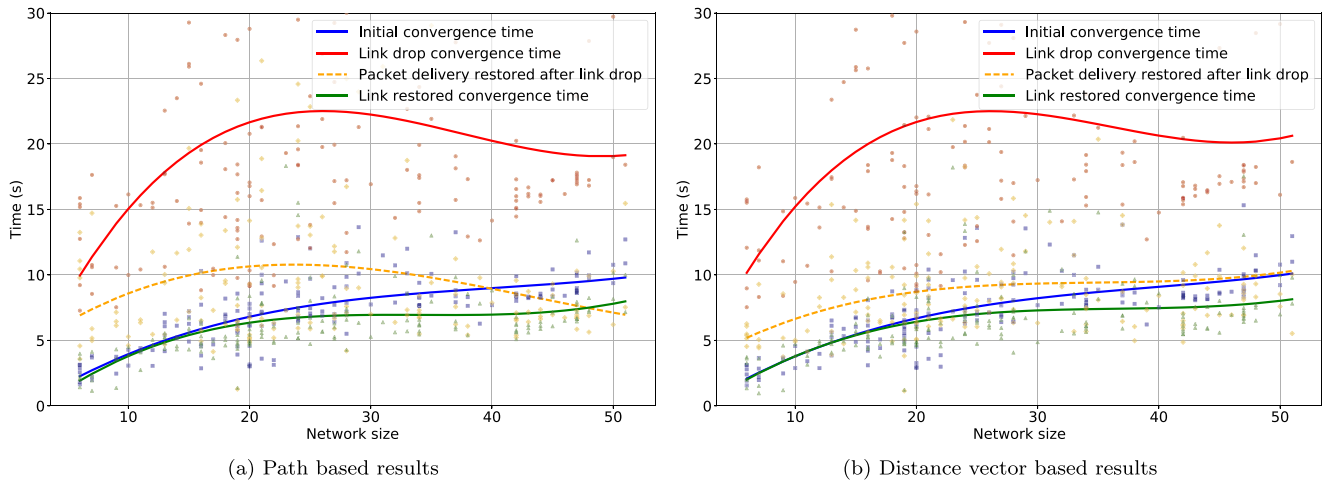 30
25
20
15
10
5
0
Time (s)
10
20
30
40
50
Network size
Initial convergence time
Link drop convergence time
Packet delivery restored after link drop
Link restored convergence time
(a) Path based results
30
25
20
15
10
5
0
Time (s)
10
20
30
40
50
Network size
Initial convergence time
Link drop convergence time
Packet delivery restored after link drop
Link restored convergence time
(b) Distance vector based results